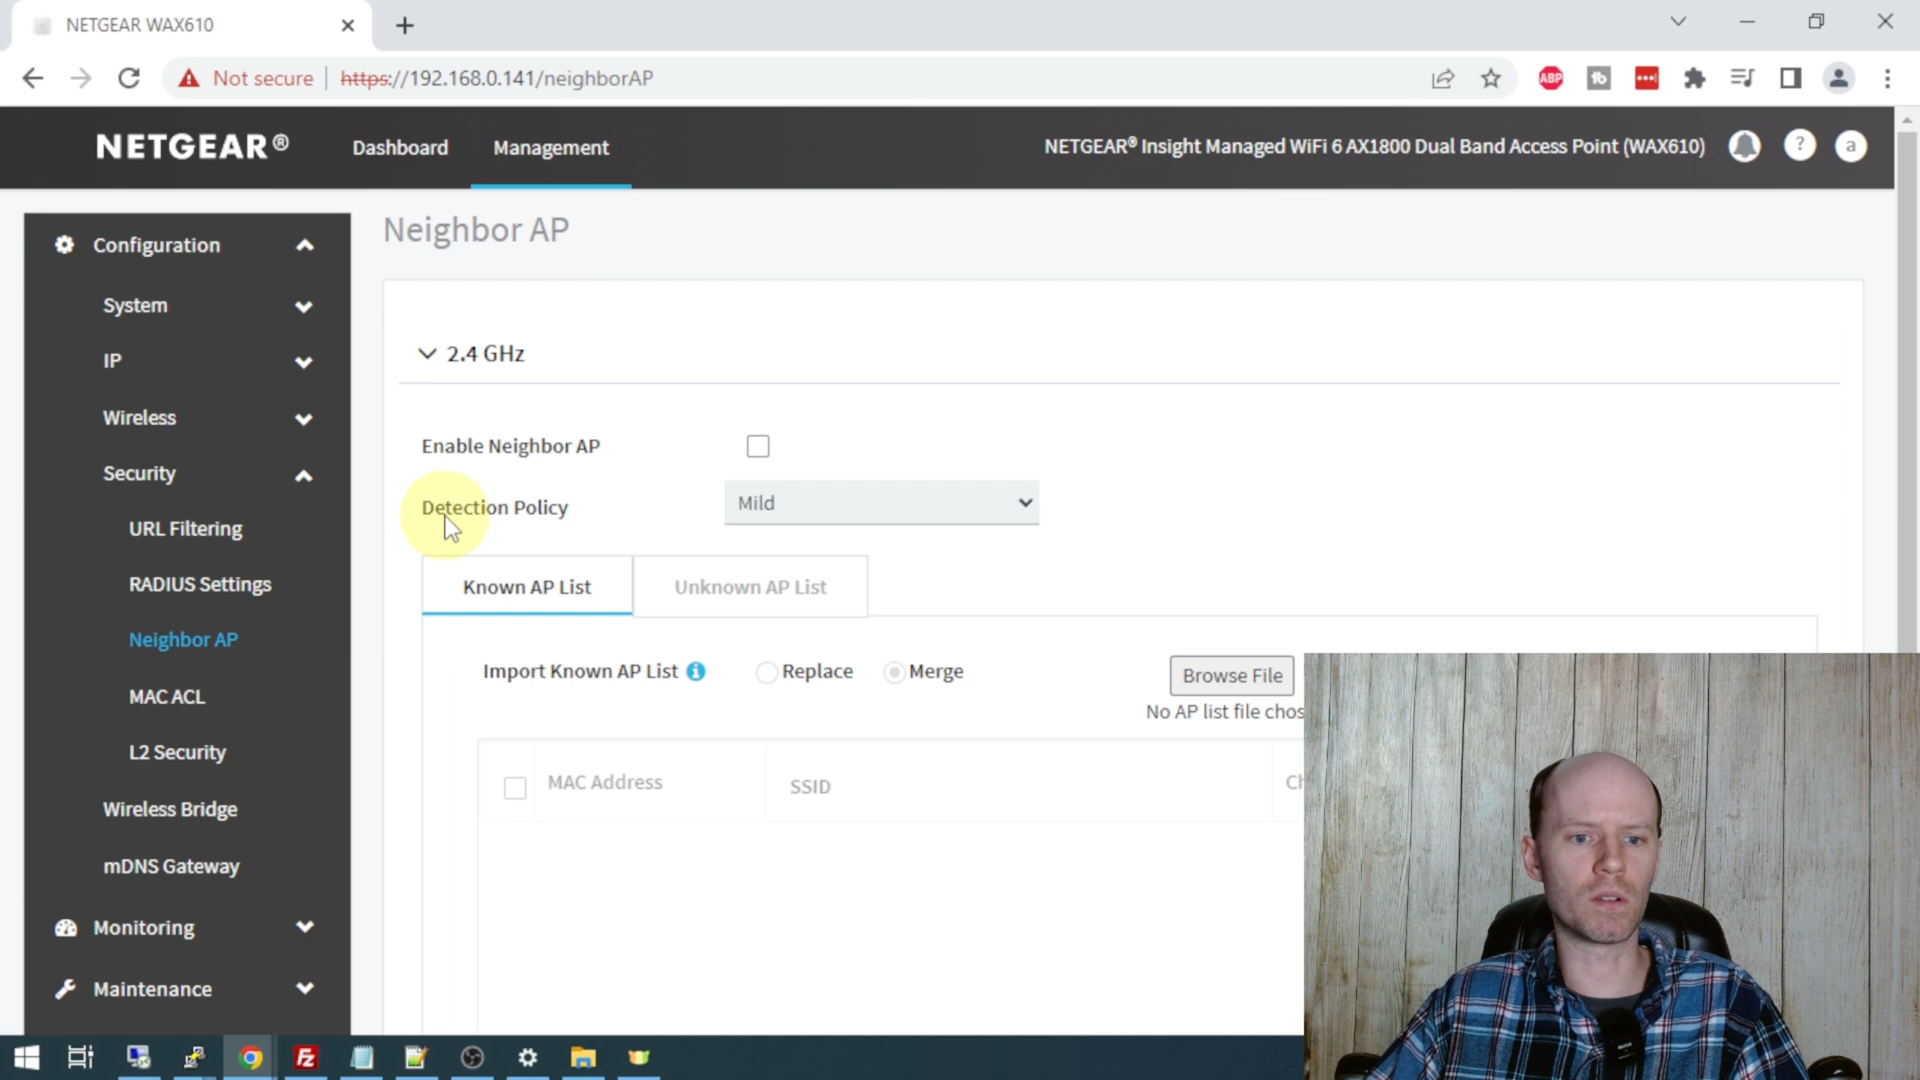 NETGEAR WAX610
Not secure https://192.168.0.141/neighborAP
ABP
NETGEAR® Dashboard Management NETGEAR® Insight Managed WiFi 6 AX1800 Dual Band Access Point (WAX610) ? a
Configuration
System
IP
Wireless
Security
URL Filtering
RADIUS Settings
Neighbor AP
MAC ACL
L2 Security
Wireless Bridge
mDNS Gateway
Monitoring
Maintenance
Neighbor AP
2.4 GHz
Enable Neighbor AP
Detection Policy Mild
Known AP List Unknown AP List
Import Known AP List Replace Merge Browse File
No AP list file chos
MAC Address SSID Ch